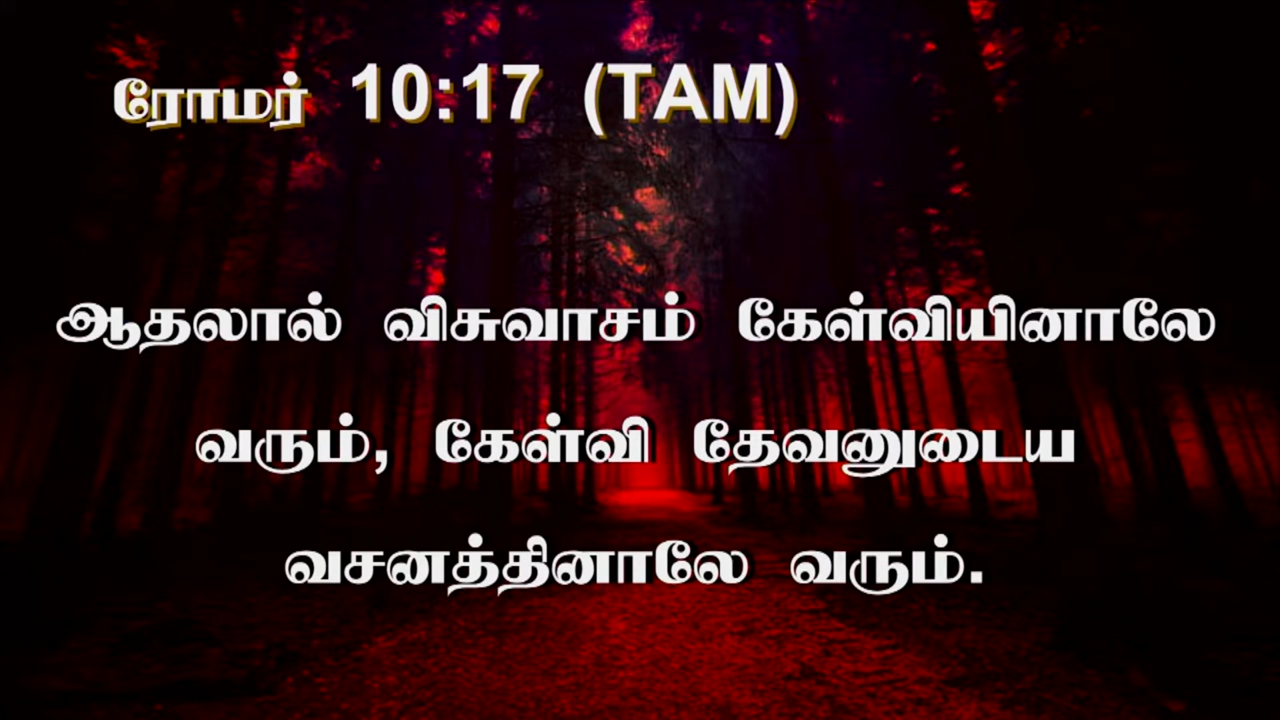 ரோமர் 10:17 (TAM)
ஆதலால் விசுவாசம் கேள்வியினாலே
வரும், கேள்வி தேவனுடைய
வசனத்தினாலே வரும்.